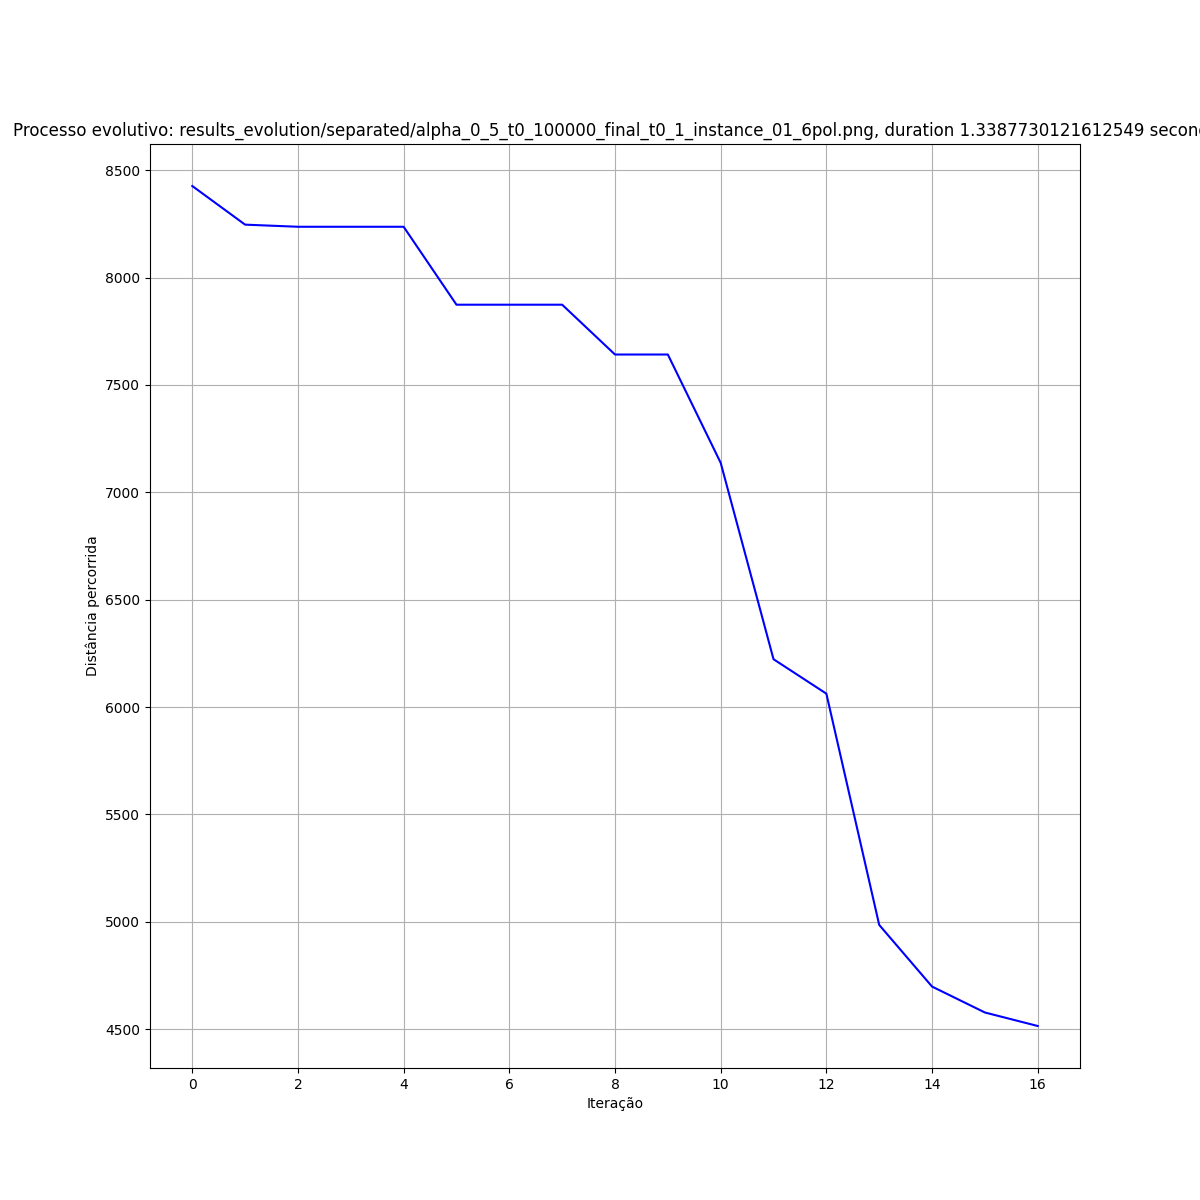 Processo evolutivo: results_evolution/separated/alpha_0_5_t0_100000_final_t0_1_instance_01_6pol.png, duration 1.3387730121612549
8500
8000
7500
7000
6500
6000
5500
5000
4500
Distância percorrida
0 2 4 6 8 10 12 14 16
Iteração